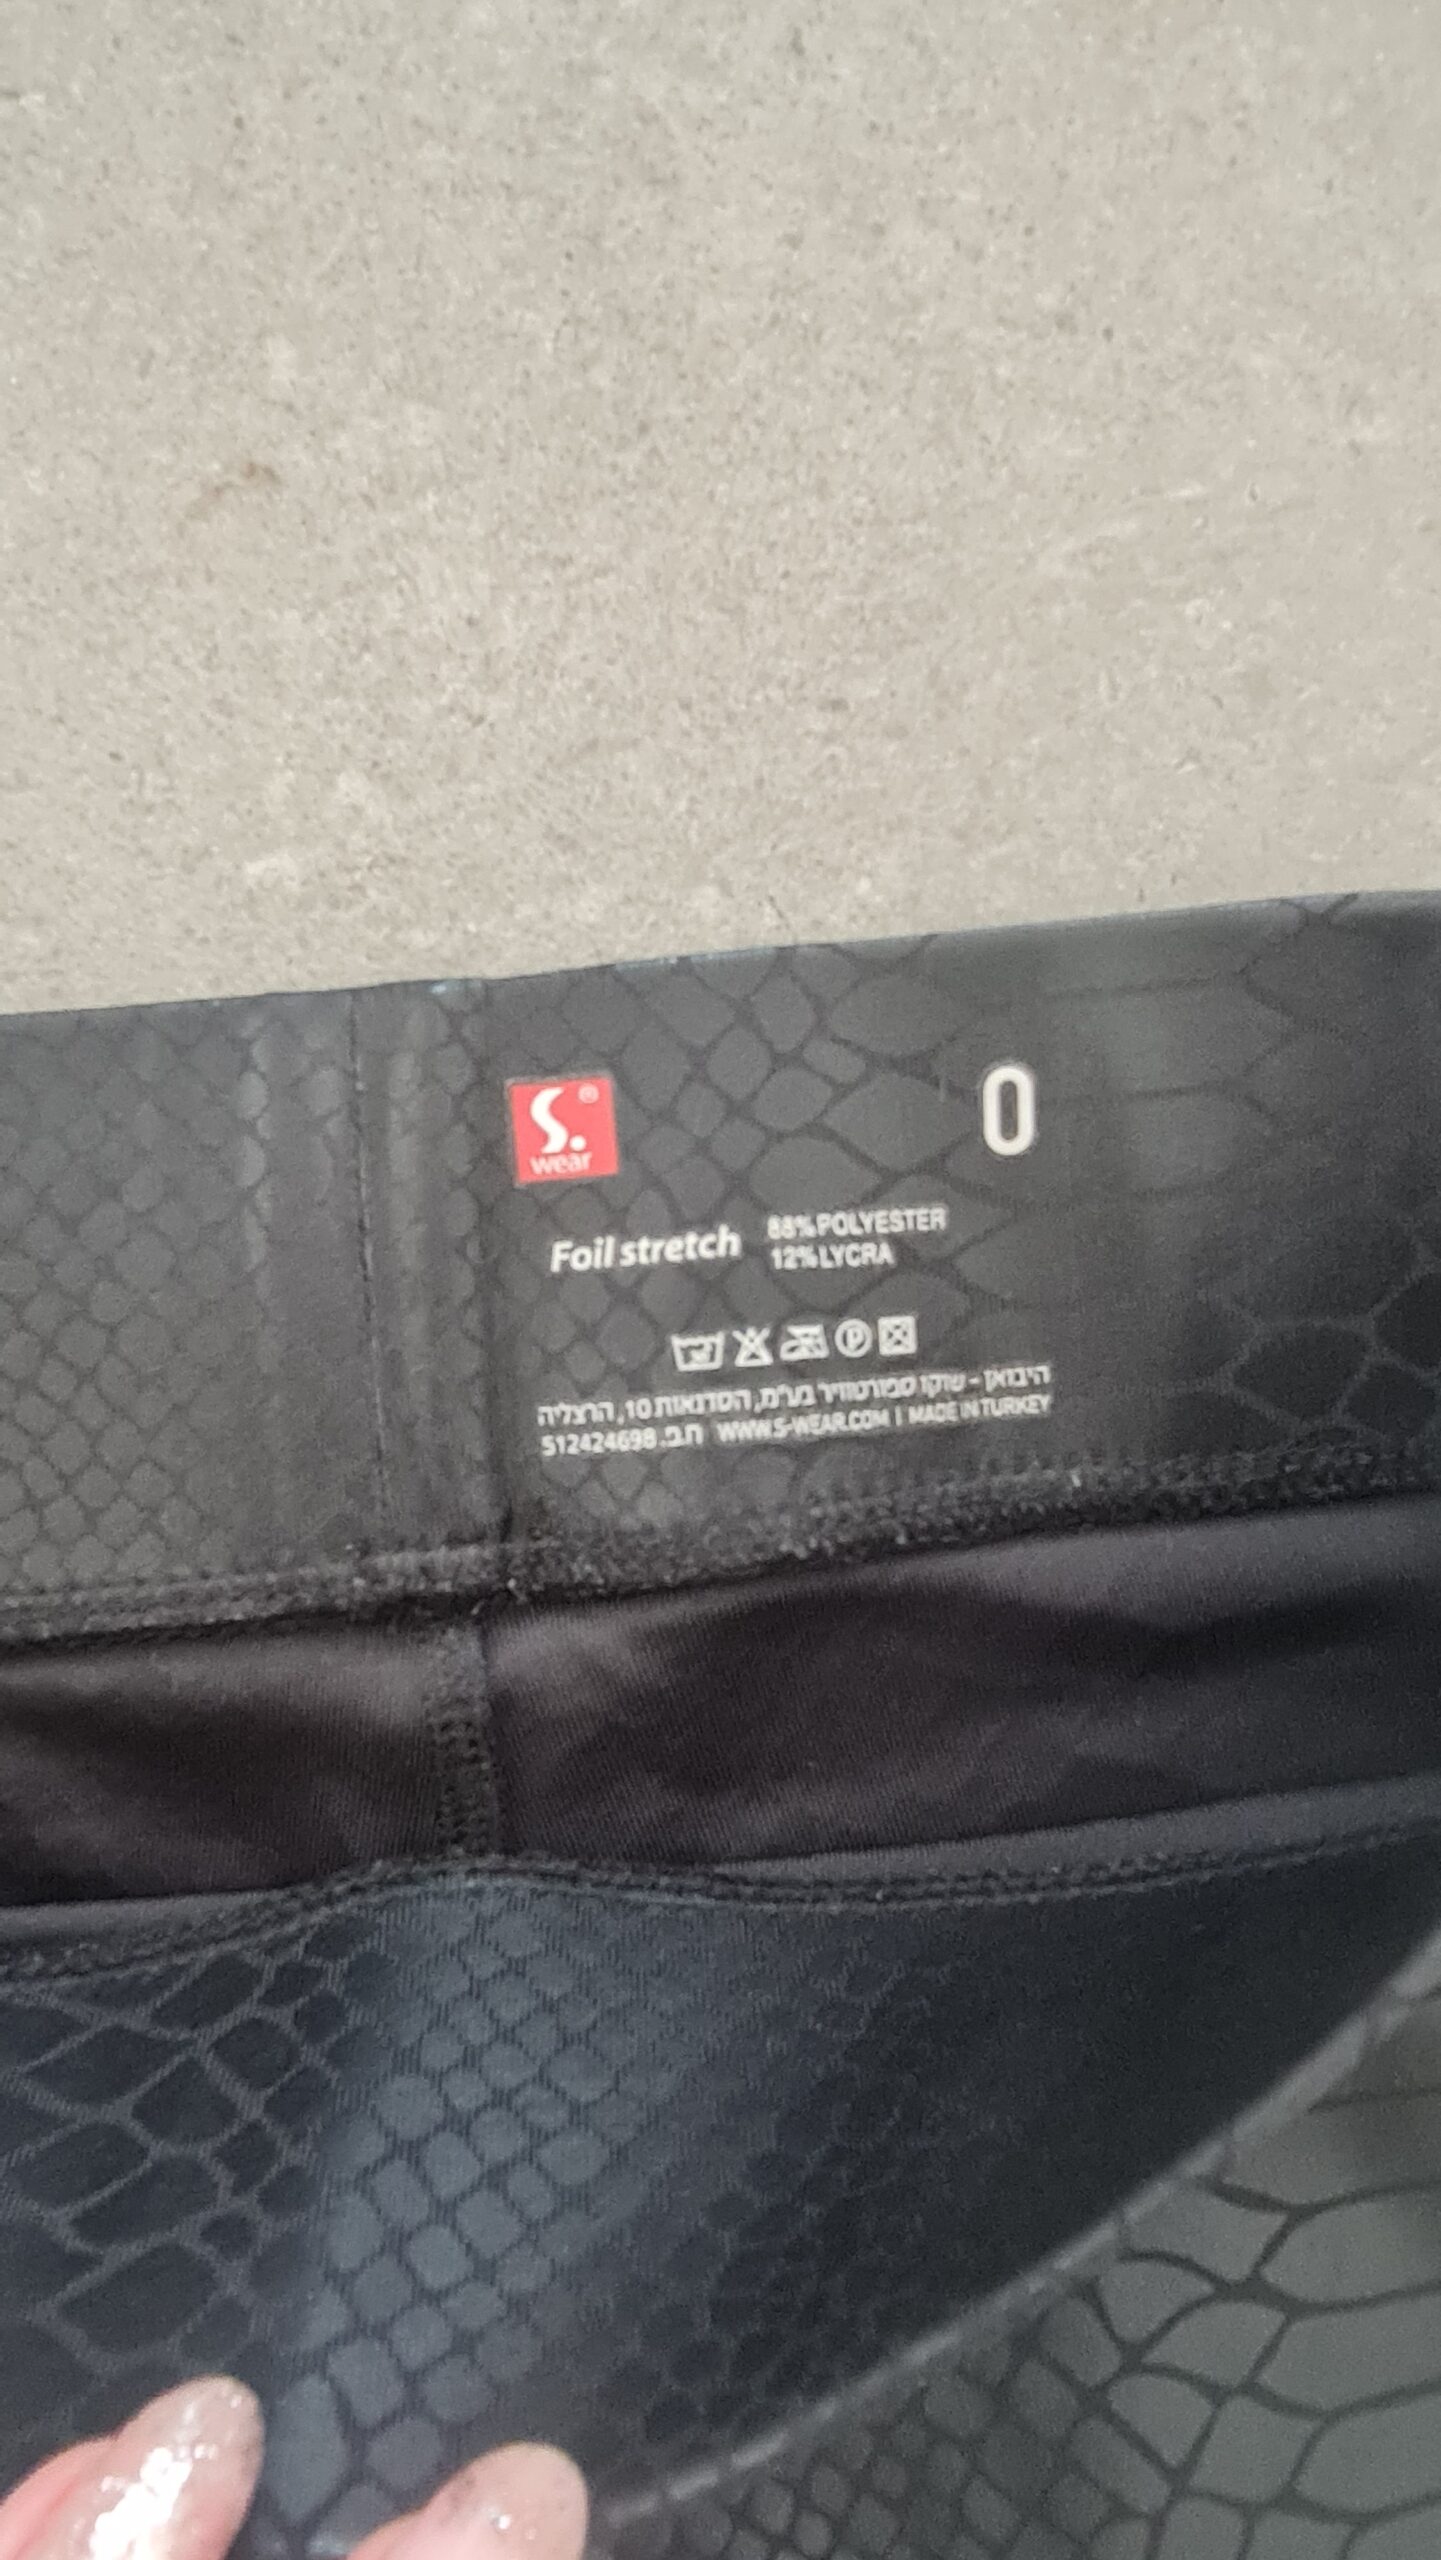 S.®
wear
0
Foil stretch
88% POLYESTER
12% LYCRA
היבואן - שוקו ספורטוויר בע"מ, הסדנאות 10, הרצליה
ח.פ. 512424698 WWW.S-WEAR.COM | MADE IN TURKEY